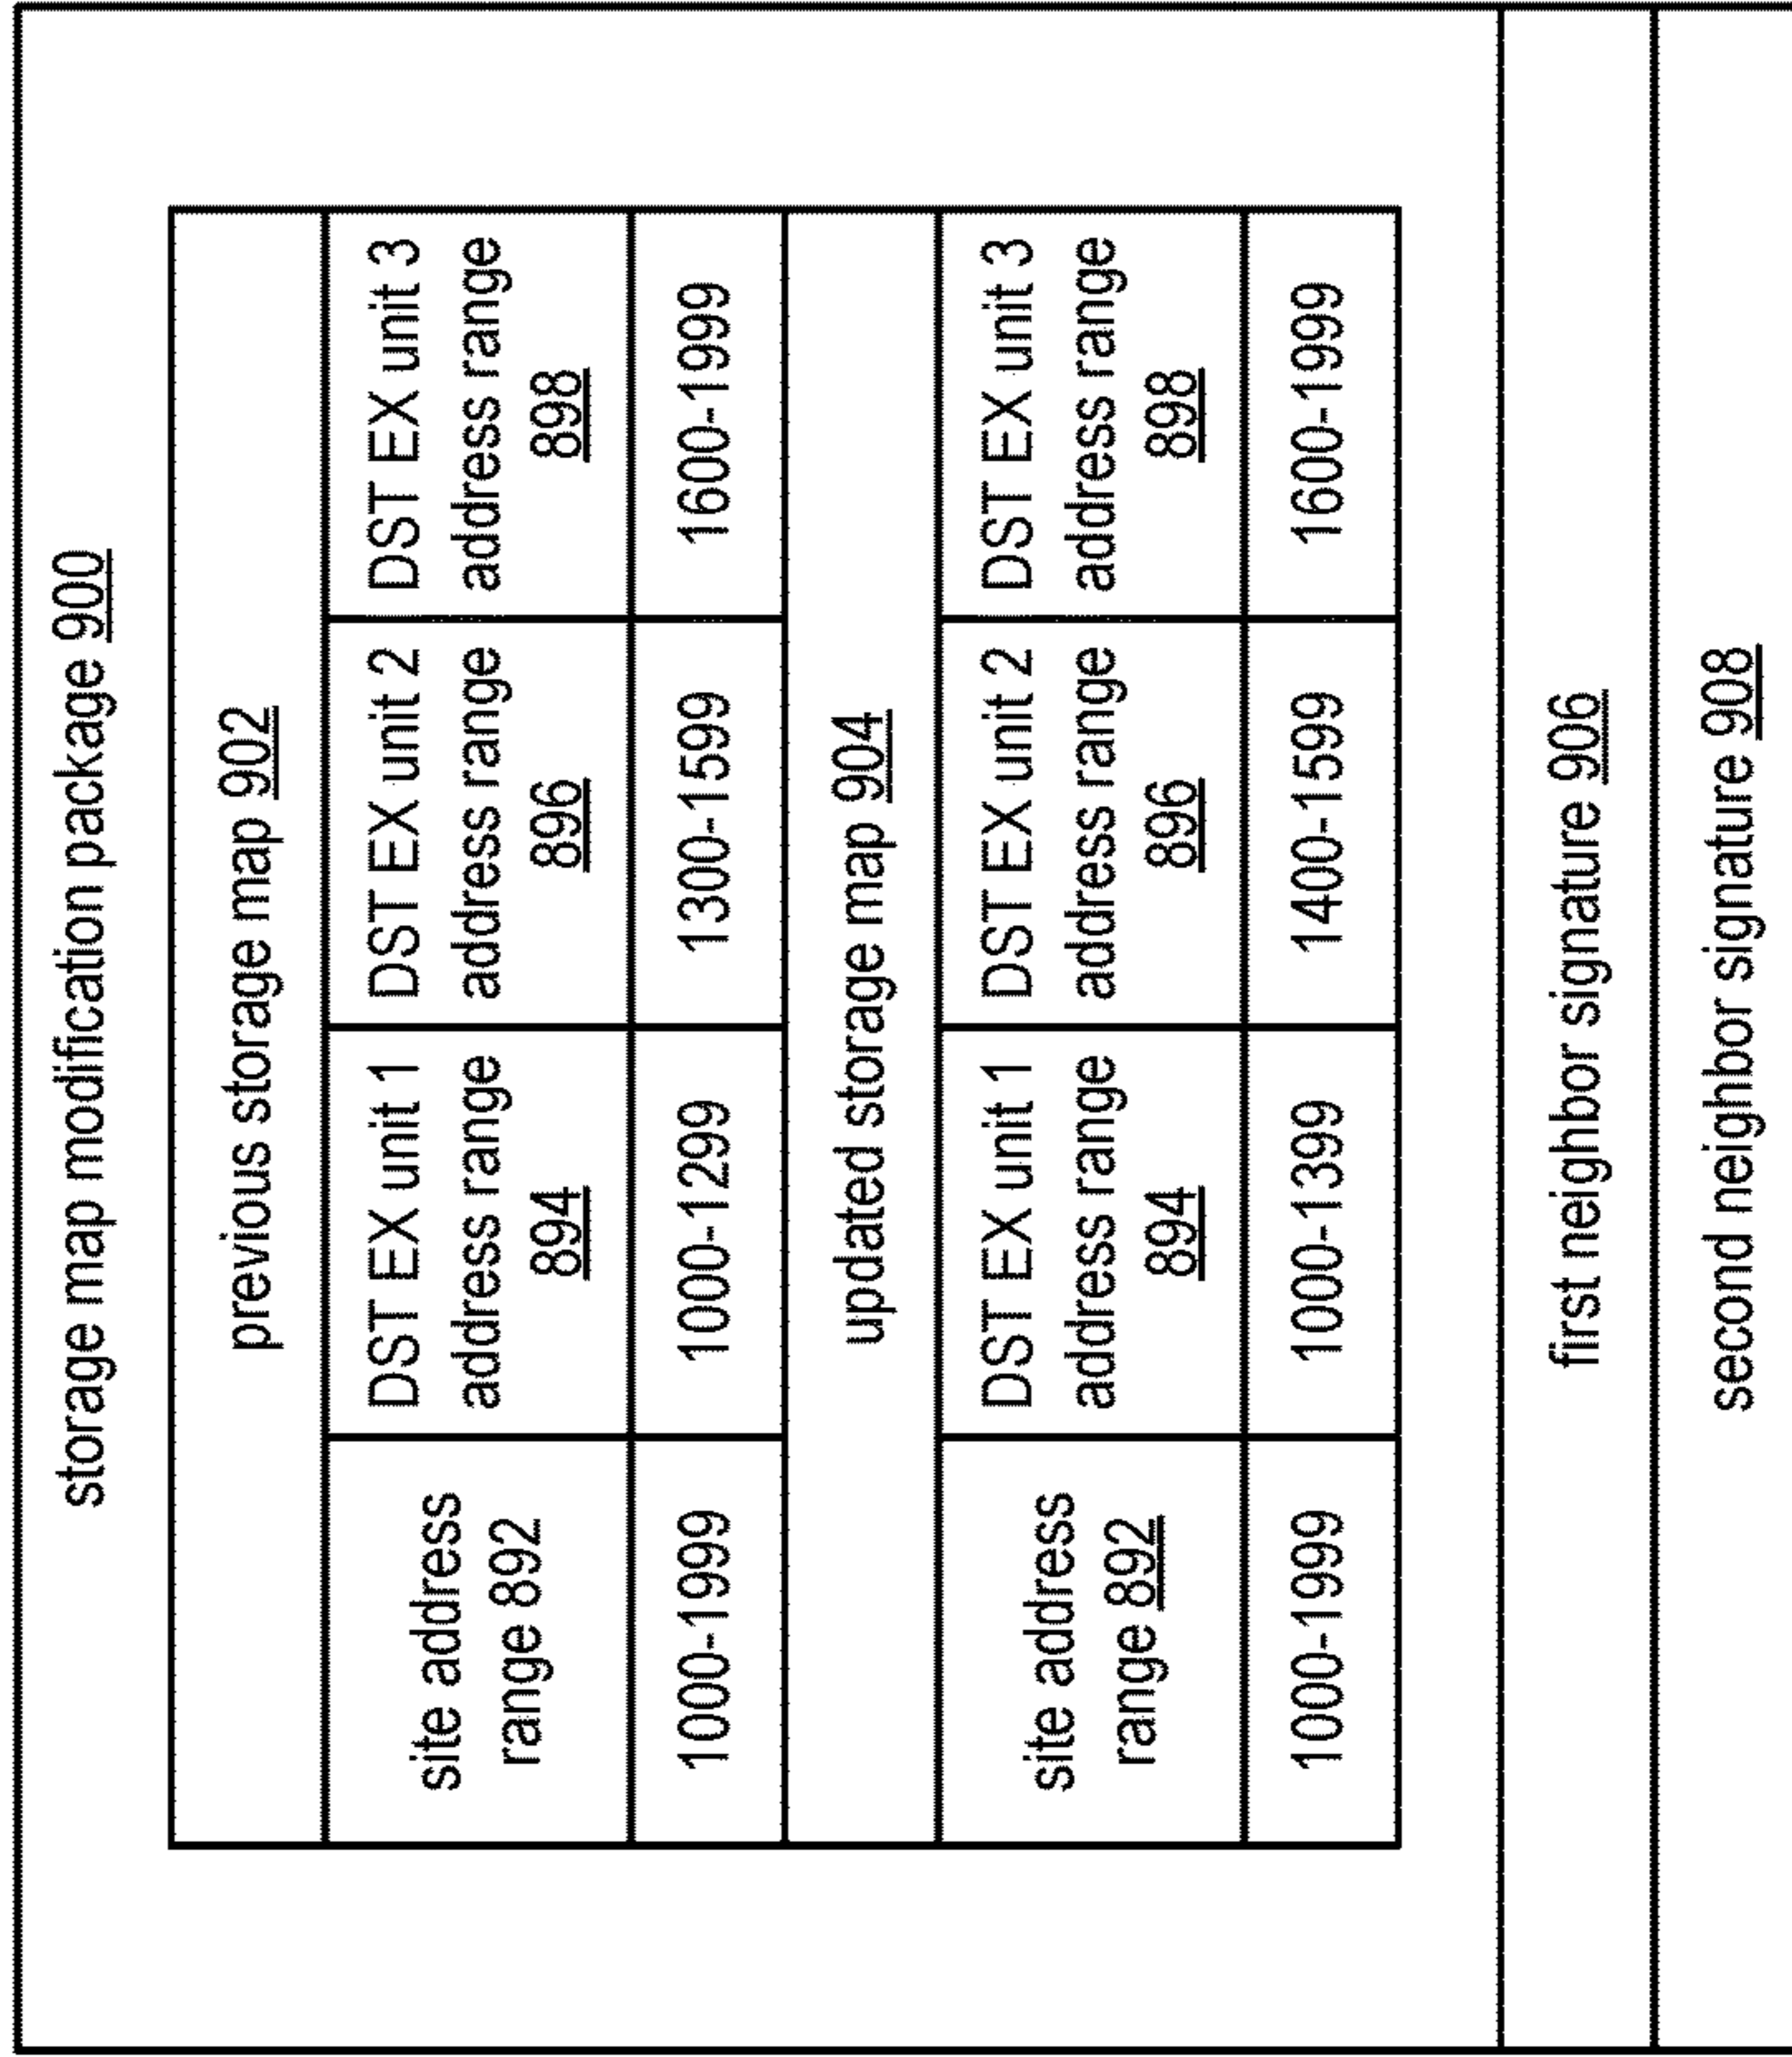 storage map modification package 900
previous storage map 902
site address
range 892
DST EX unit 1
address range
894
DST EX unit 2
address range
896
DST EX unit 3
address range
898
1000-1999
1000-1299
1300-1599
1600-1999
updated storage map 904
site address
range 892
DST EX unit 1
address range
894
DST EX unit 2
address range
896
DST EX unit 3
address range
898
1000-1999
1000-1399
1400-1599
1600-1999
first neighbor signature 906
second neighbor signature 908